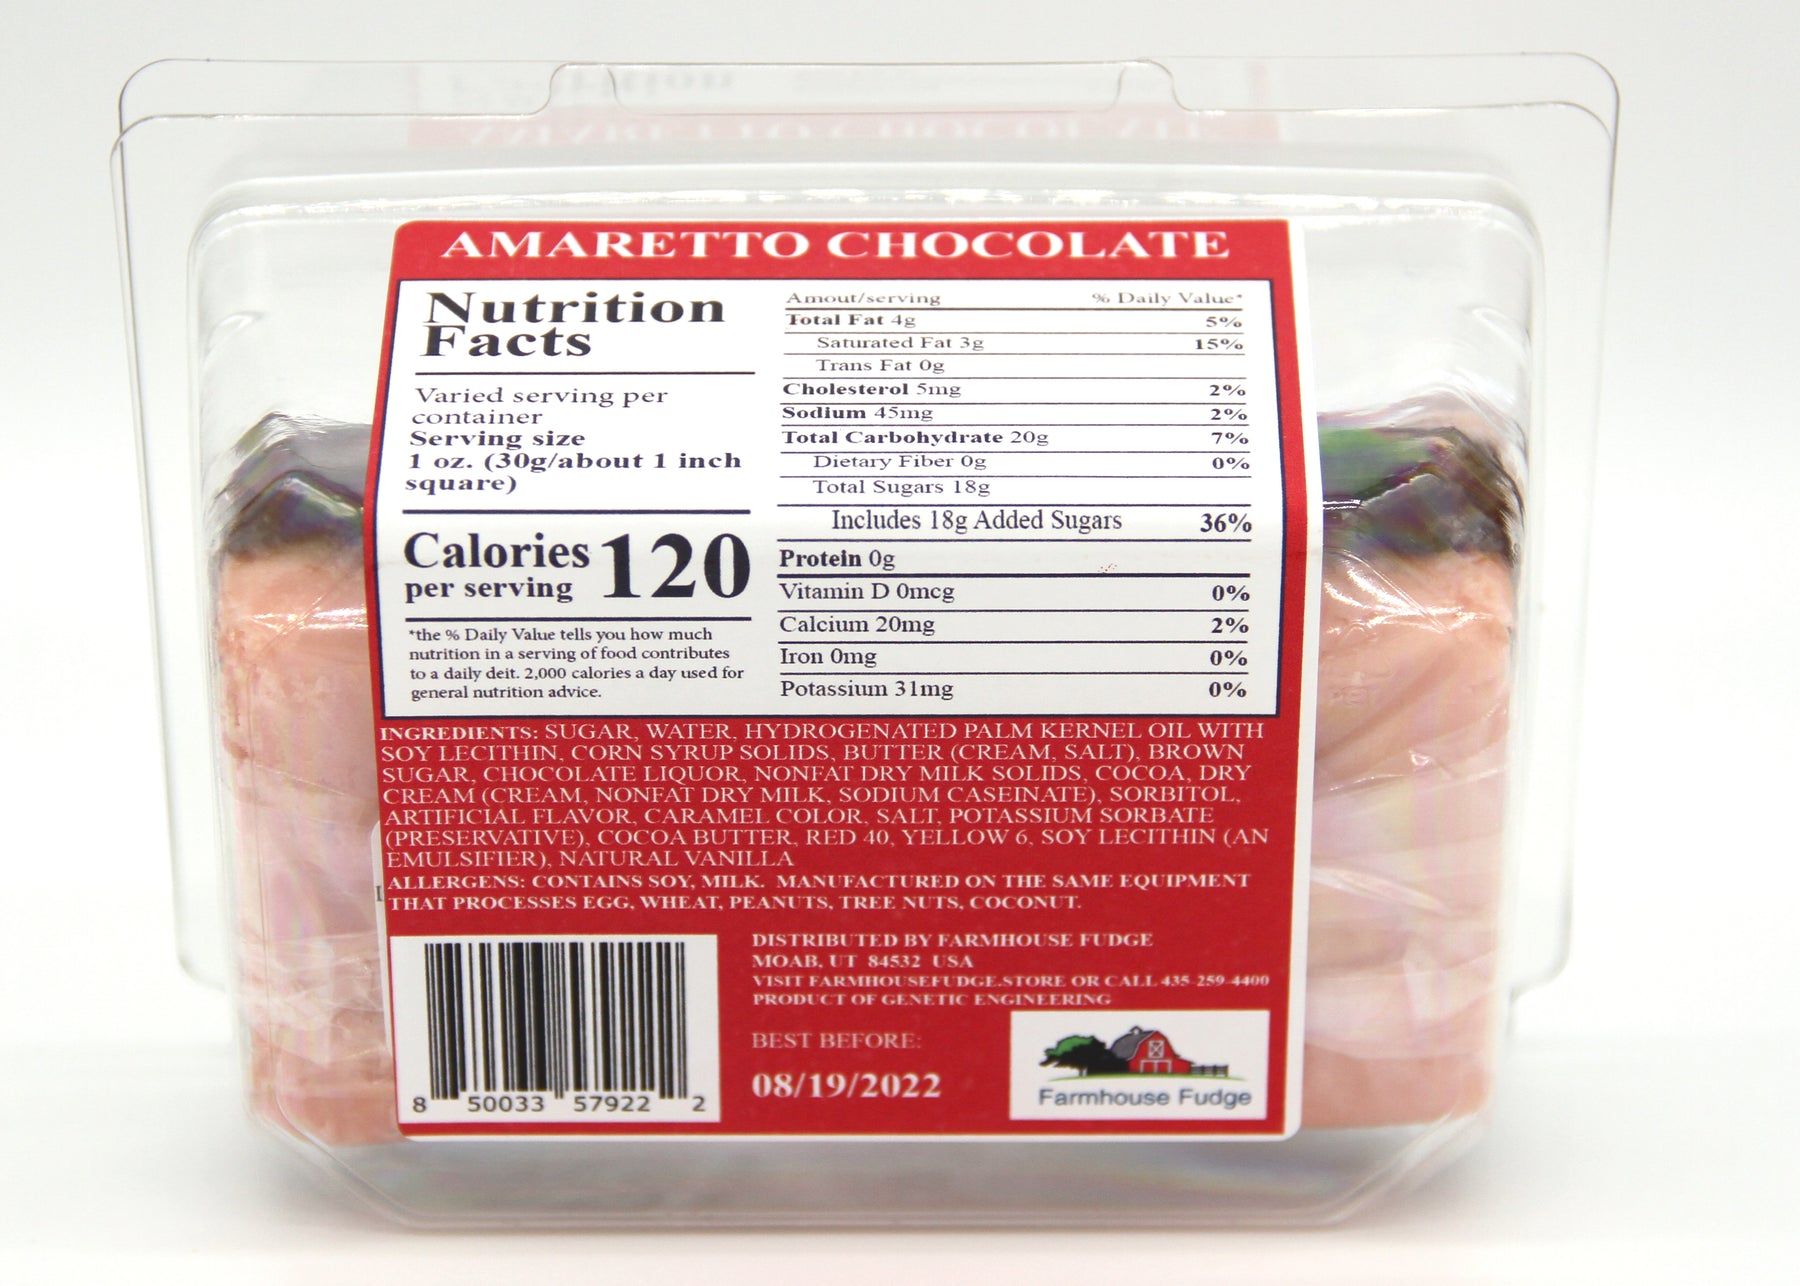 AMARETTO CHOCOLATE
Nutrition
Facts
Varied serving per
container
Serving size
1 oz. (30g/about 1 inch
square)
Calories 120
per serving
*the % Daily Value tells you how much
nutrition in a serving of food contributes
to a daily deit. 2,000 calories a day used for
general nutrition advice.
Amout/serving % Daily Value*
Total Fat 4g 5%
Saturated Fat 3g 15%
Trans Fat 0g
Cholesterol 5mg 2%
Sodium 45mg 2%
Total Carbohydrate 20g 7%
Dietary Fiber 0g 0%
Total Sugars 18g
Includes 18g Added Sugars 36%
Protein 0g
Vitamin D 0mcg 0%
Calcium 20mg 2%
Iron 0mg 0%
Potassium 31mg 0%
INGREDIENTS: SUGAR, WATER, HYDROGENATED PALM KERNEL OIL WITH
SOY LECITHIN, CORN SYRUP SOLIDS, BUTTER (CREAM, SALT), BROWN
SUGAR, CHOCOLATE LIQUOR, NONFAT DRY MILK SOLIDS, COCOA, DRY
CREAM (CREAM, NONFAT DRY MILK, SODIUM CASEINATE), SORBITOL,
ARTIFICIAL FLAVOR, CARAMEL COLOR, SALT, POTASSIUM SORBATE
(PRESERVATIVE), COCOA BUTTER, RED 40, YELLOW 6, SOY LECITHIN (AN
EMULSIFIER), NATURAL VANILLA
ALLERGENS: CONTAINS SOY, MILK. MANUFACTURED ON THE SAME EQUIPMENT
THAT PROCESSES EGG, WHEAT, PEANUTS, TREE NUTS, COCONUT.
8 50033 57922 2
DISTRIBUTED BY FARMHOUSE FUDGE
MOAB, UT 84532 USA
VISIT FARMHOUSEFUDGE.STORE OR CALL 435-259-4400
PRODUCT OF GENETIC ENGINEERING
BEST BEFORE:
08/19/2022
Farmhouse Fudge